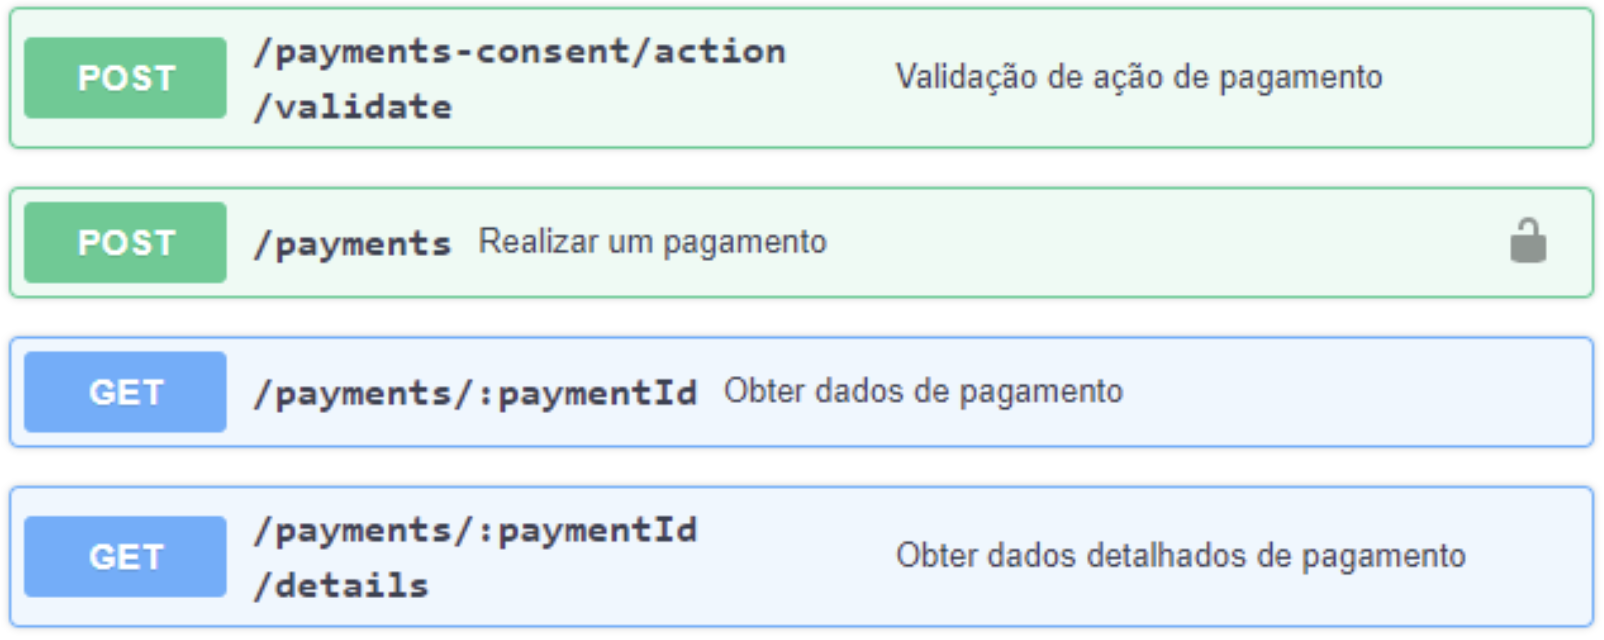 POST /payments-consent/action
/validate Validação de ação de pagamento
POST /payments Realizar um pagamento
GET /payments/:paymentId Obter dados de pagamento
GET /payments/:paymentId
/details Obter dados detalhados de pagamento